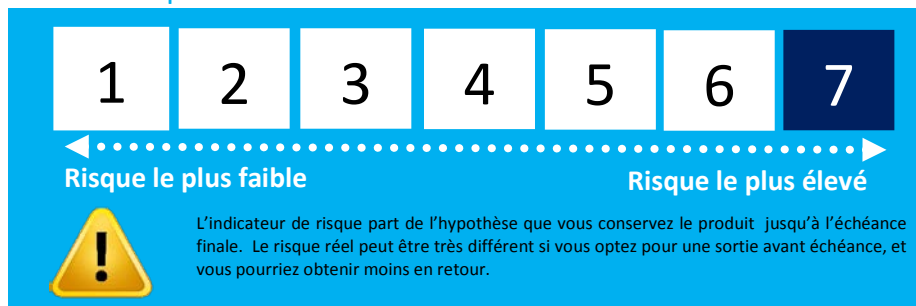 1 2 3 4 5 6 7
Risque le plus faible Risque le plus élevé
L'indicateur de risque part de l'hypothèse que vous conservez le produit jusqu'à l'échéance
finale. Le risque réel peut être très différent si vous optez pour une sortie avant échéance, et
vous pourriez obtenir moins en retour.